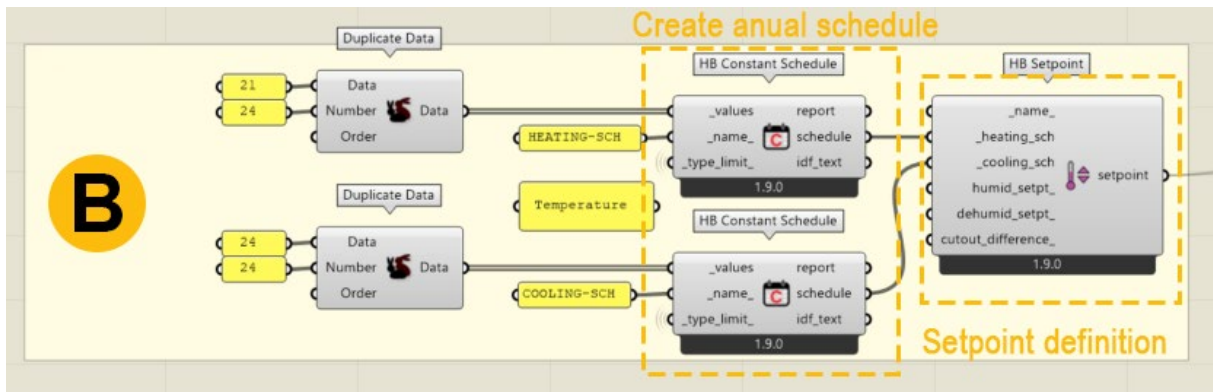 Create anual schedule
B
Duplicate Data
21
24
Data
Number
Order
Data
HEATING-SCH
HB Constant Schedule
_values
_name_
_type_limit_
report
schedule
idf_text
1.9.0
HB Setpoint
_name_
_heating_sch
_cooling_sch
humid_setpt_
dehumid_setpt_
cutout_difference_
setpoint
1.9.0
Temperature
Duplicate Data
24
24
Data
Number
Order
Data
COOLING-SCH
HB Constant Schedule
_values
_name_
_type_limit_
report
schedule
idf_text
1.9.0
Setpoint definition